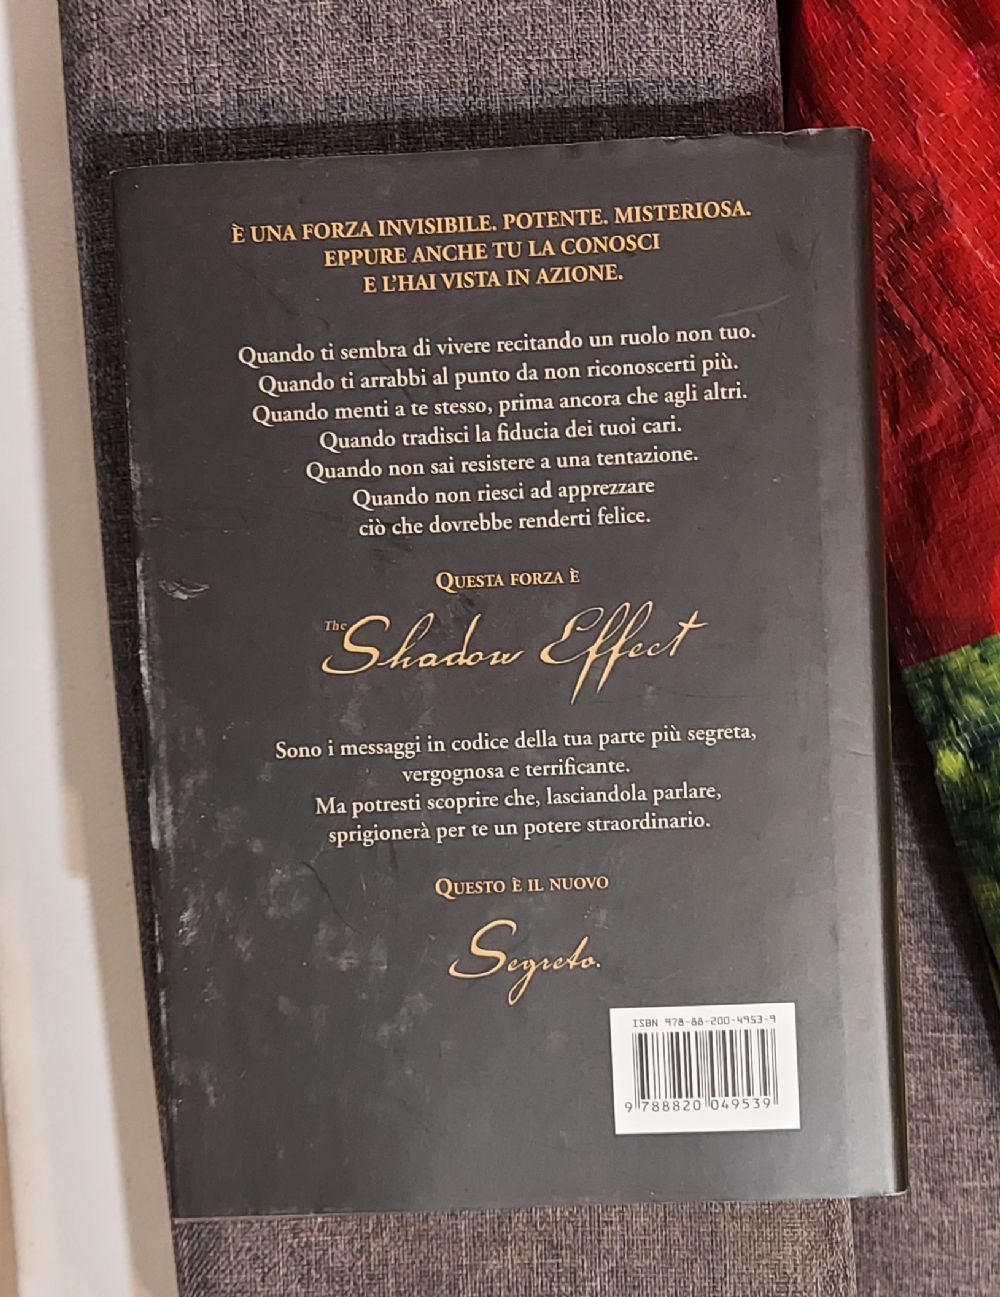 È UNA FORZA INVISIBILE. POTENTE. MISTERIOSA.
EPPURE ANCHE TU LA CONOSCI
E L'HAI VISTA IN AZIONE.
Quando ti sembra di vivere recitando un ruolo non tuo.
Quando ti arrabbi al punto da non riconoscerti più.
Quando menti a te stesso, prima ancora che agli altri.
Quando tradisci la fiducia dei tuoi cari.
Quando non sai resistere a una tentazione.
Quando non riesci ad apprezzare
ciò che dovrebbe renderti felice.
QUESTA FORZA È
The Shadow Effect
Sono i messaggi in codice della tua parte più segreta,
vergognosa e terrificante.
Ma potresti scoprire che, lasciandola parlare,
sprigionerà per te un potere straordinario.
QUESTO È IL NUOVO
Segreto.
ISBN 978-88-200-4953-9
9 788820 049539